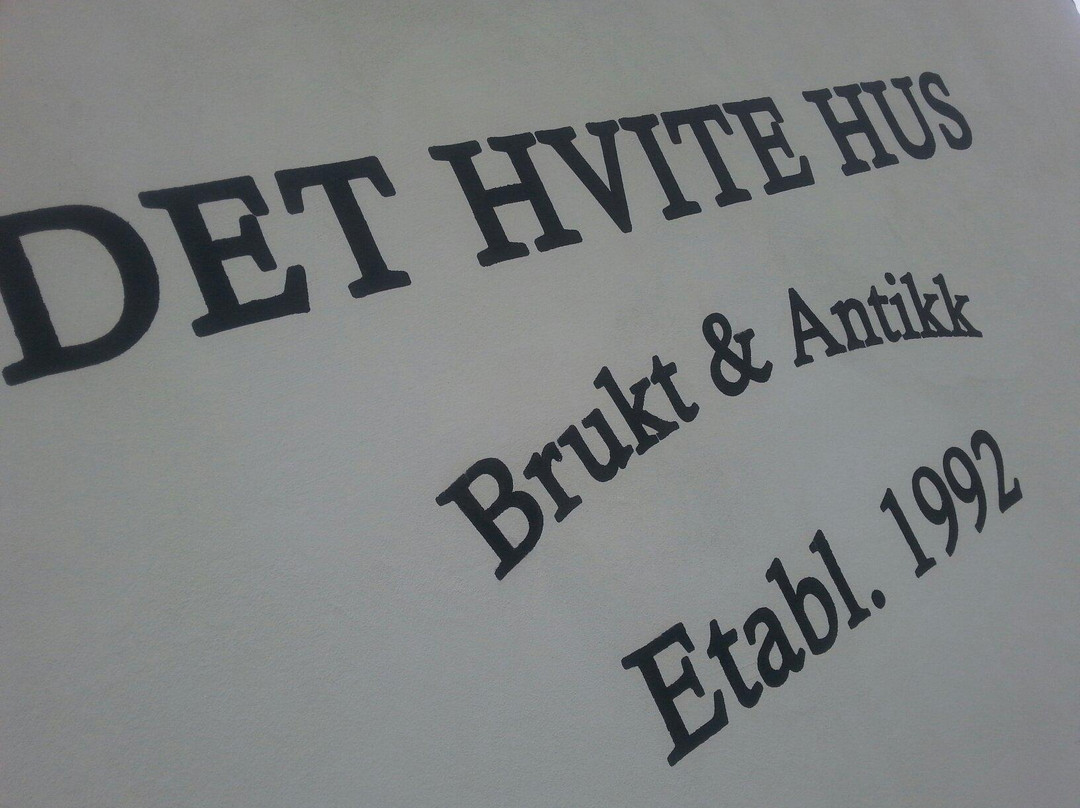 DET HVITE HUS
Brukt & Antikk
Etabl. 1992